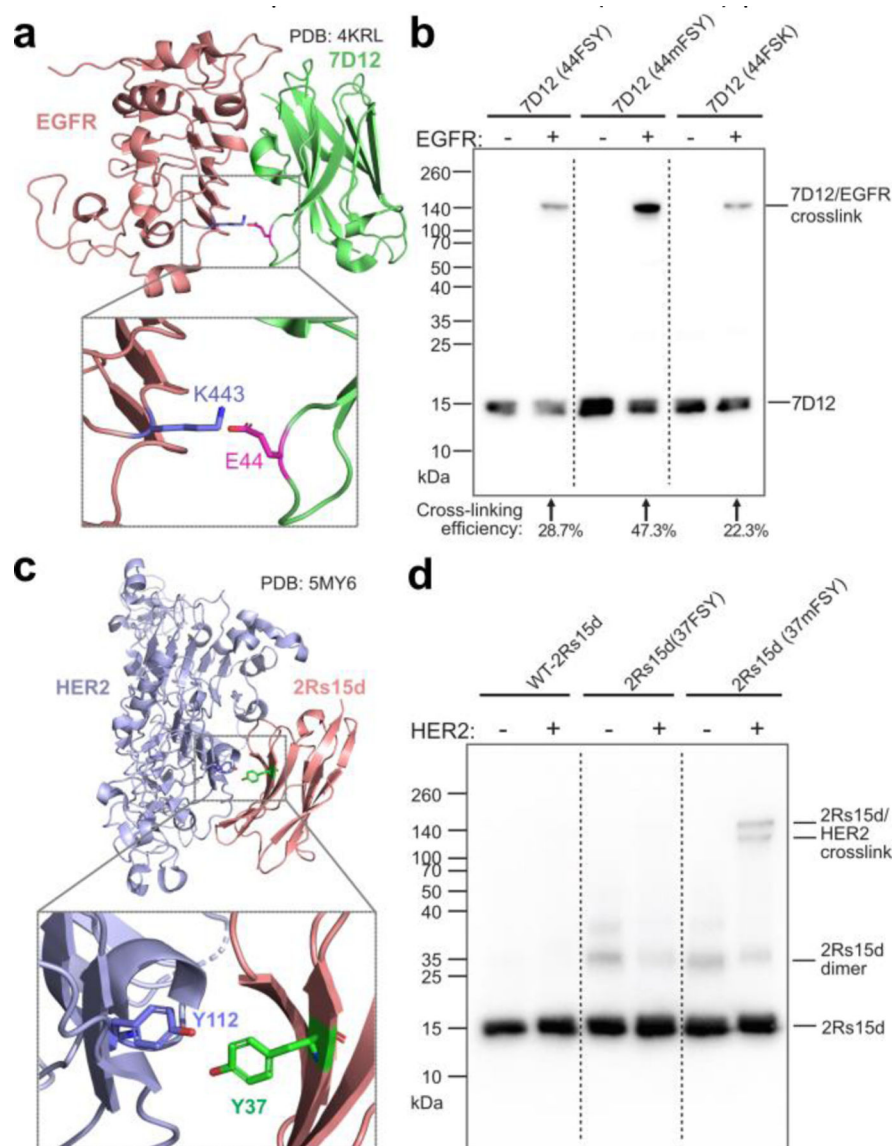 a
PDB: 4KRL
7D12
EGFR
K443
E44
b
7D12 (44FSY)
7D12 (44mFSY)
7D12 (44FSK)
EGFR: - + - + - +
260
140
100
70
50
40
35
25
15
10
kDa
7D12/EGFR
crosslink
7D12
Cross-linking
efficiency: 28.7% 47.3% 22.3%
c
PDB: 5MY6
HER2
2Rs15d
Y112
Y37
d
WT-2Rs15d
2Rs15d(37FSY)
2Rs15d (37mFSY)
HER2: - + - + - +
260
140
100
70
50
40
35
25
15
10
kDa
2Rs15d/
HER2
crosslink
2Rs15d
dimer
2Rs15d